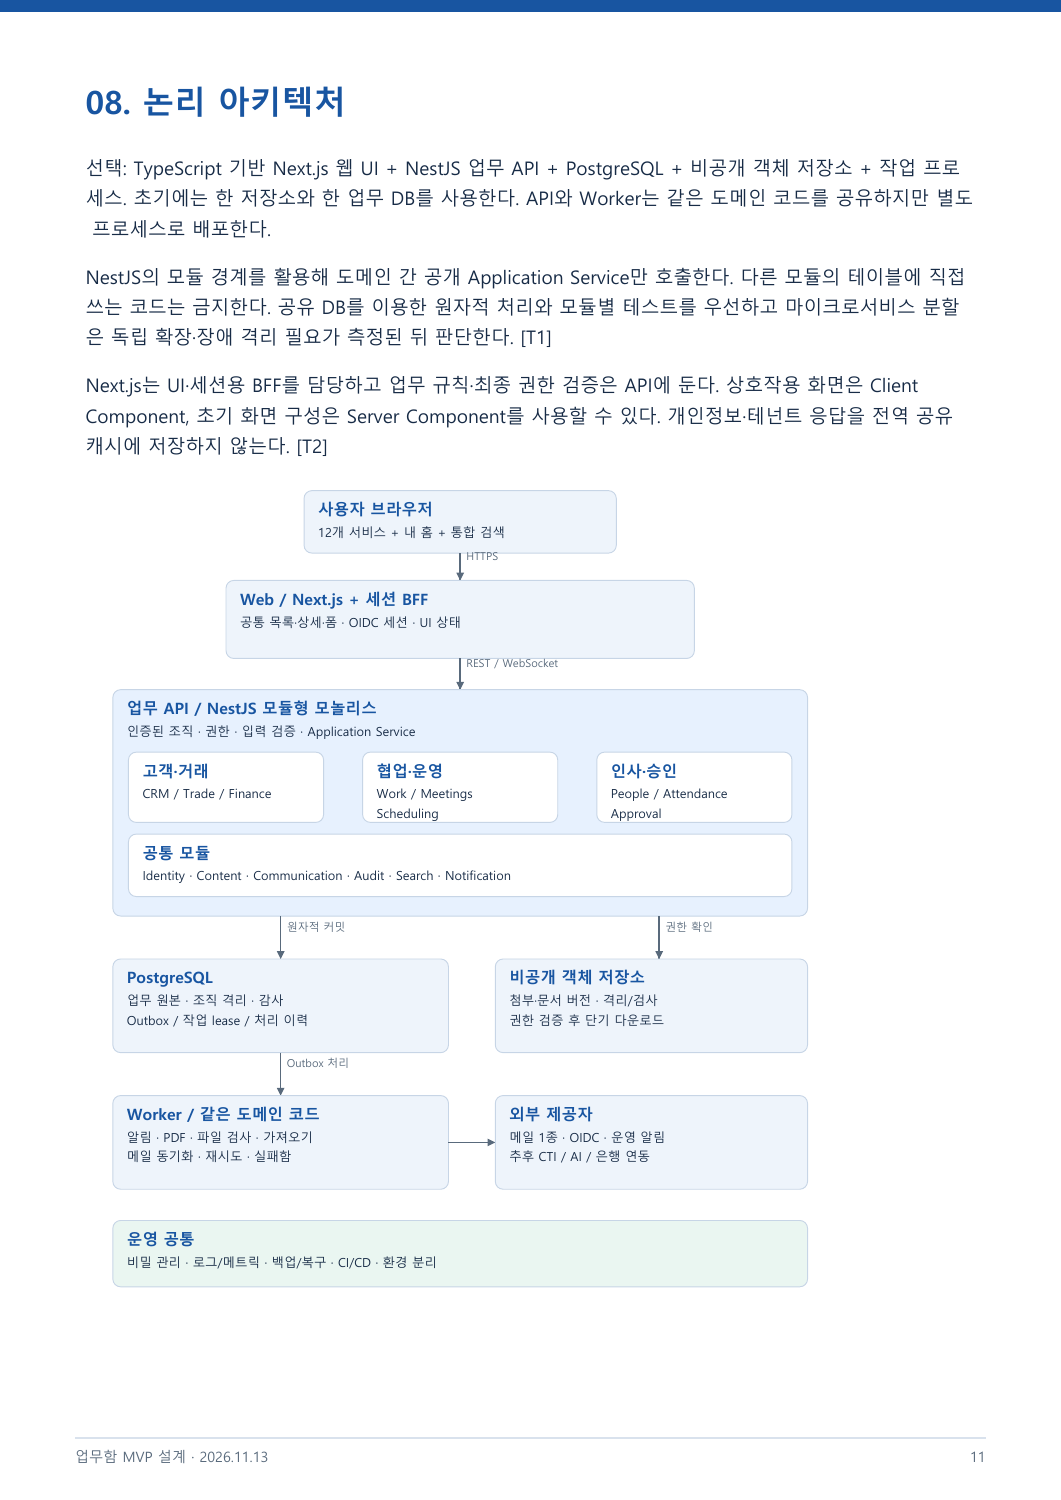 08. 논리 아키텍처
선택: TypeScript 기반 Next.js 웹 UI + NestJS 업무 API + PostgreSQL + 비공개 객체 저장소 + 작업 프로
세스. 초기에는 한 저장소와 한 업무 DB를 사용한다. API와 Worker는 같은 도메인 코드를 공유하지만 별도
프로세스로 배포한다.
NestJS의 모듈 경계를 활용해 도메인 간 공개 Application Service만 호출한다. 다른 모듈의 테이블에 직접
쓰는 코드는 금지한다. 공유 DB를 이용한 원자적 처리와 모듈별 테스트를 우선하고 마이크로서비스 분할
은 독립 확장·장애 격리 필요가 측정된 뒤 판단한다. [T1]
Next.js는 UI·세션용 BFF를 담당하고 업무 규칙·최종 권한 검증은 API에 둔다. 상호작용 화면은 Client
Component, 초기 화면 구성은 Server Component를 사용할 수 있다. 개인정보·테넌트 응답을 전역 공유
캐시에 저장하지 않는다. [T2]
사용자 브라우저
12개 서비스 + 내 홈 + 통합 검색
HTTPS
Web / Next.js + 세션 BFF
공통 목록·상세·폼 · OIDC 세션 · UI 상태
REST / WebSocket
업무 API / NestJS 모듈형 모놀리스
인증된 조직 · 권한 · 입력 검증 · Application Service
고객·거래
CRM / Trade / Finance
협업·운영
Work / Meetings
Scheduling
인사·승인
People / Attendance
Approval
공통 모듈
Identity · Content · Communication · Audit · Search · Notification
원자적 커밋
권한 확인
PostgreSQL
업무 원본 · 조직 격리 · 감사
Outbox / 작업 lease / 처리 이력
비공개 객체 저장소
첨부·문서 버전 · 격리/검사
권한 검증 후 단기 다운로드
Outbox 처리
Worker / 같은 도메인 코드
알림 · PDF · 파일 검사 · 가져오기
메일 동기화 · 재시도 · 실패함
외부 제공자
메일 1종 · OIDC · 운영 알림
추후 CTI / AI / 은행 연동
운영 공통
비밀 관리 · 로그/메트릭 · 백업/복구 · CI/CD · 환경 분리
업무함 MVP 설계 · 2026.11.13
11